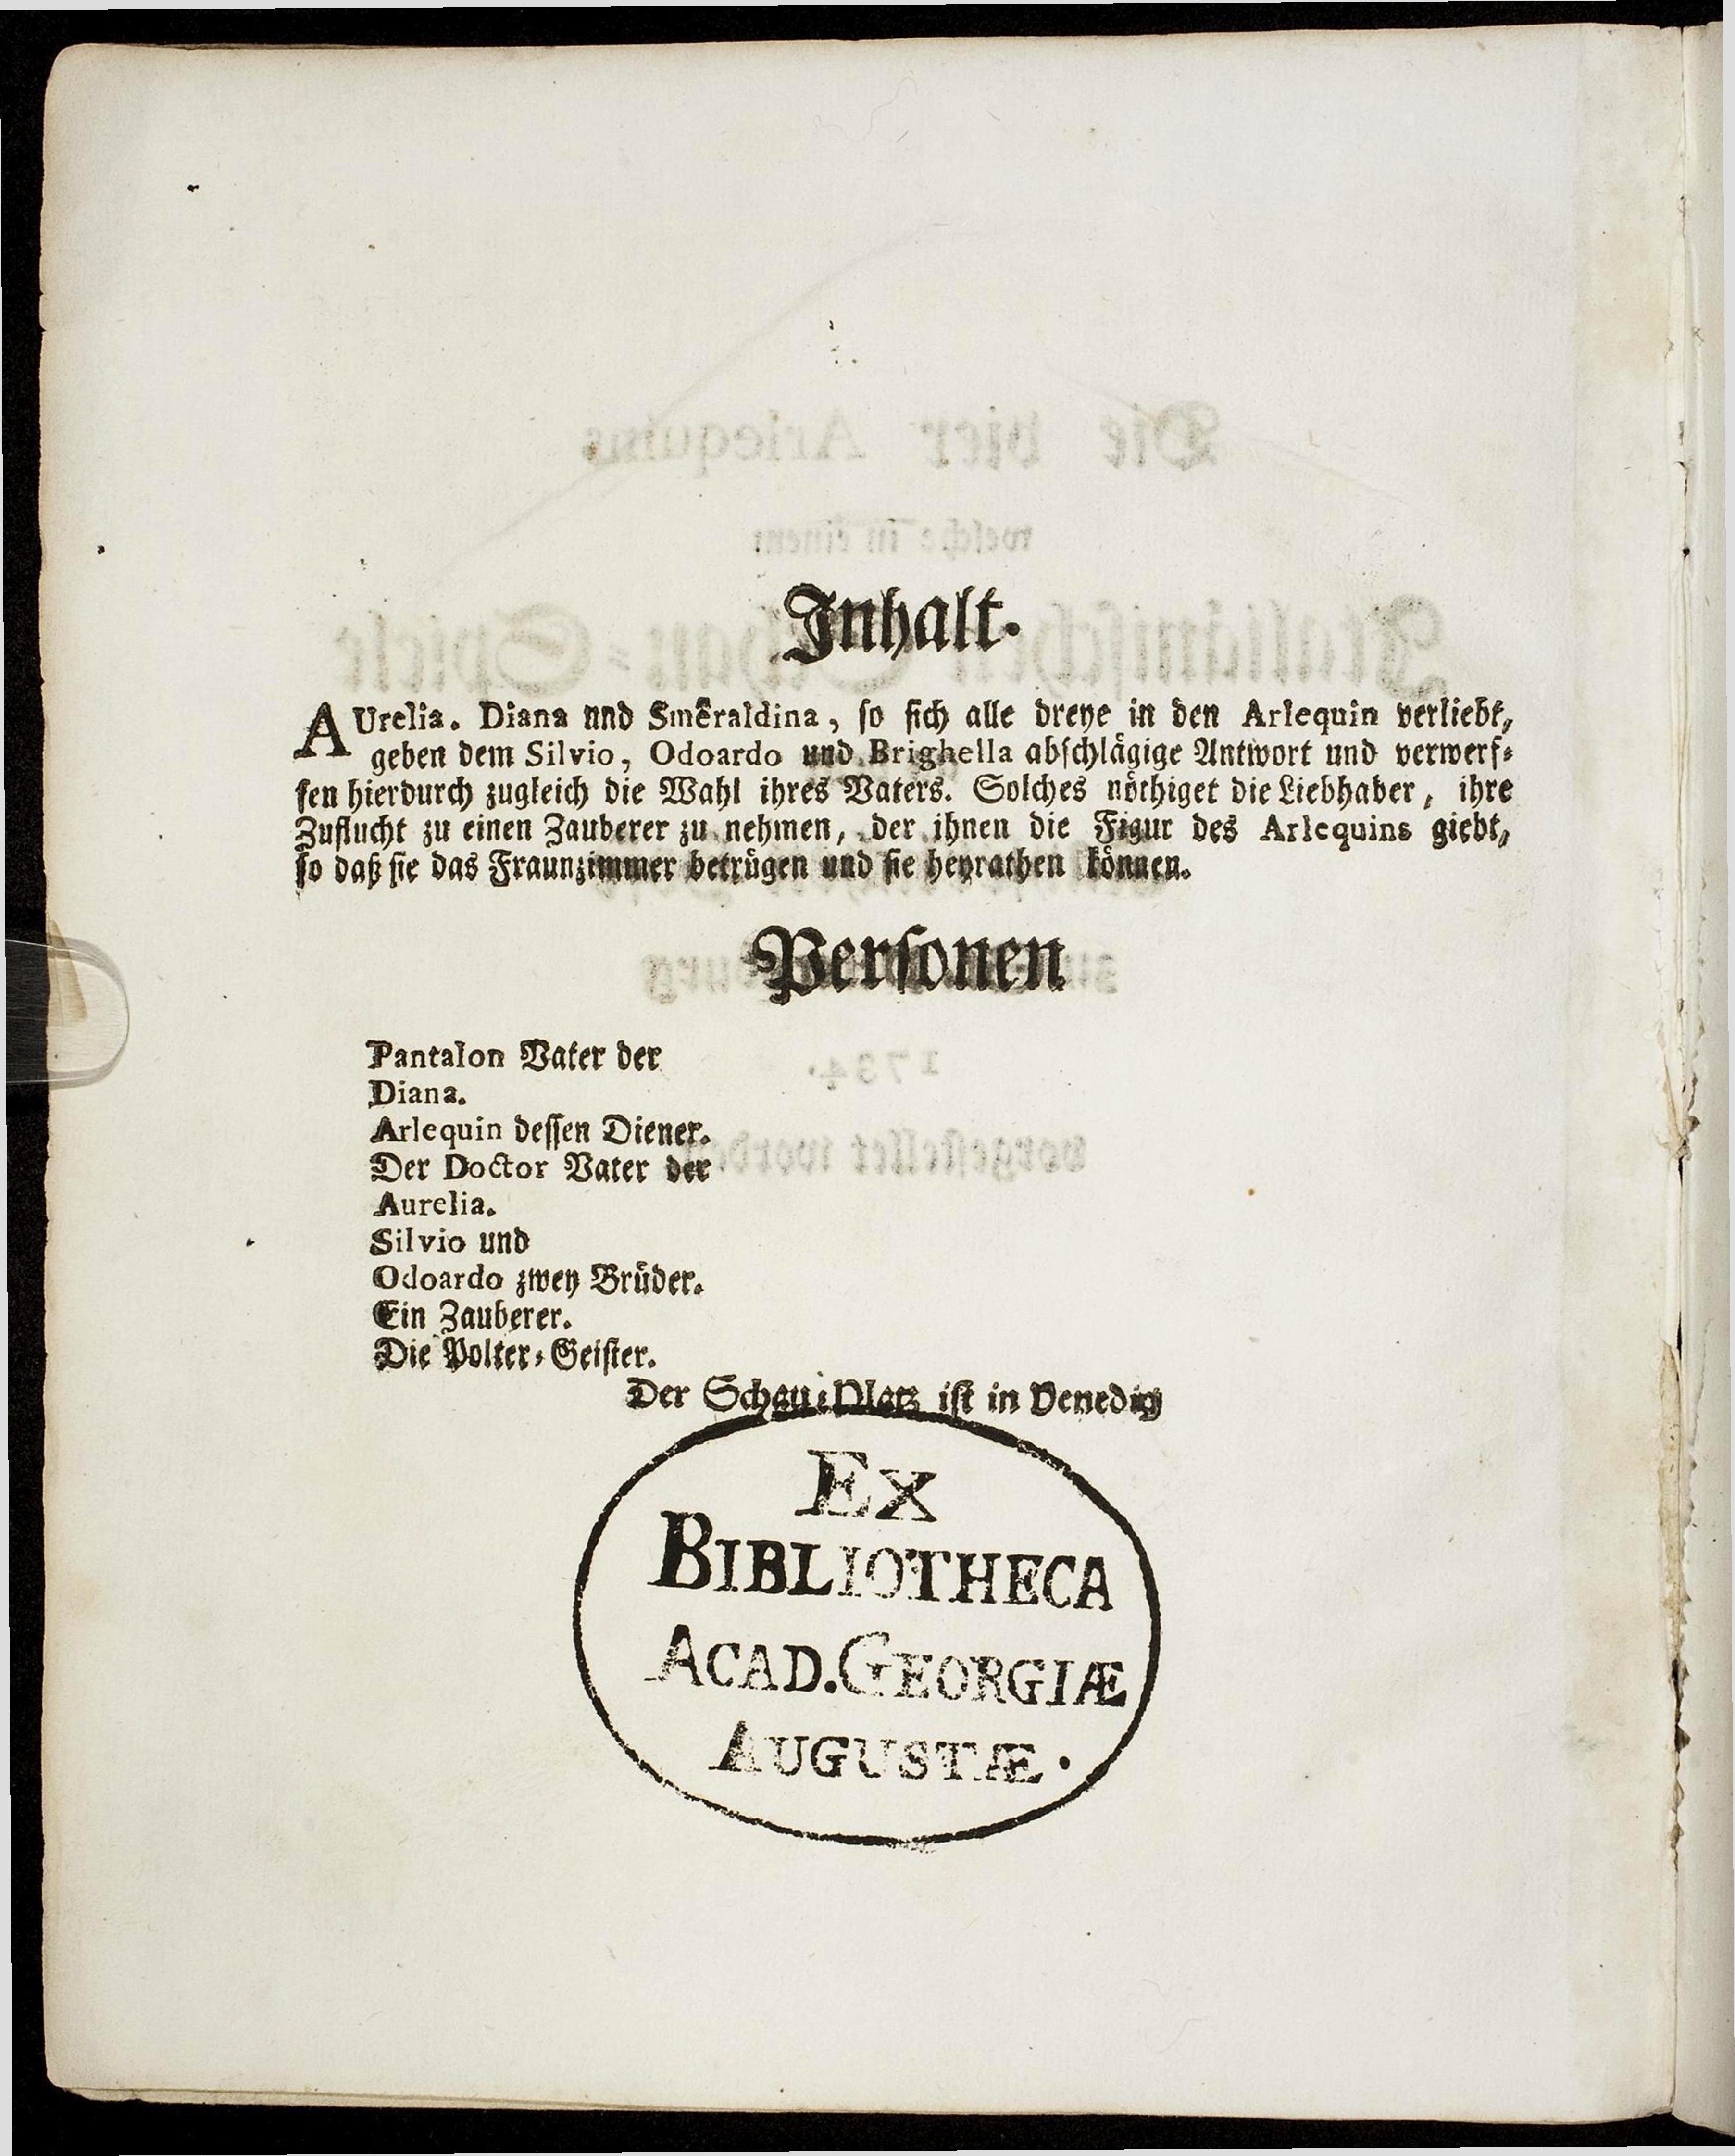 Inhalt.
AUrelia. Diana nnd Smeraldina, so sich alle dreye in den Arlequin verliebt,
geben dem Silvio, Odoardo und Brighella abschlägige Antwort und verwerf⸗
fen hierdurch zugleich die Wahl ihres Vaters. Solches nöthiget die Liebhaber, ihre
Zuflucht zu einen Zauberer zu nehmen, der ihnen die Figur des Arlequins giebt,
so daß sie das Fraunzimmer betrügen und sie heyrathen können.
Personen
Pantalon Vater der
Diana.
Arlequin dessen Diener.
Der Doctor Vater der
Aurelia.
Silvio und
Odoardo zwey Brüder.
Ein Zauberer.
Die Polter⸗Geister.
Der Schau⸗Platz ist in Venedig
EX
BIBLIOTHECA
ACAD. GEORGIÆ
AUGUSTÆ.